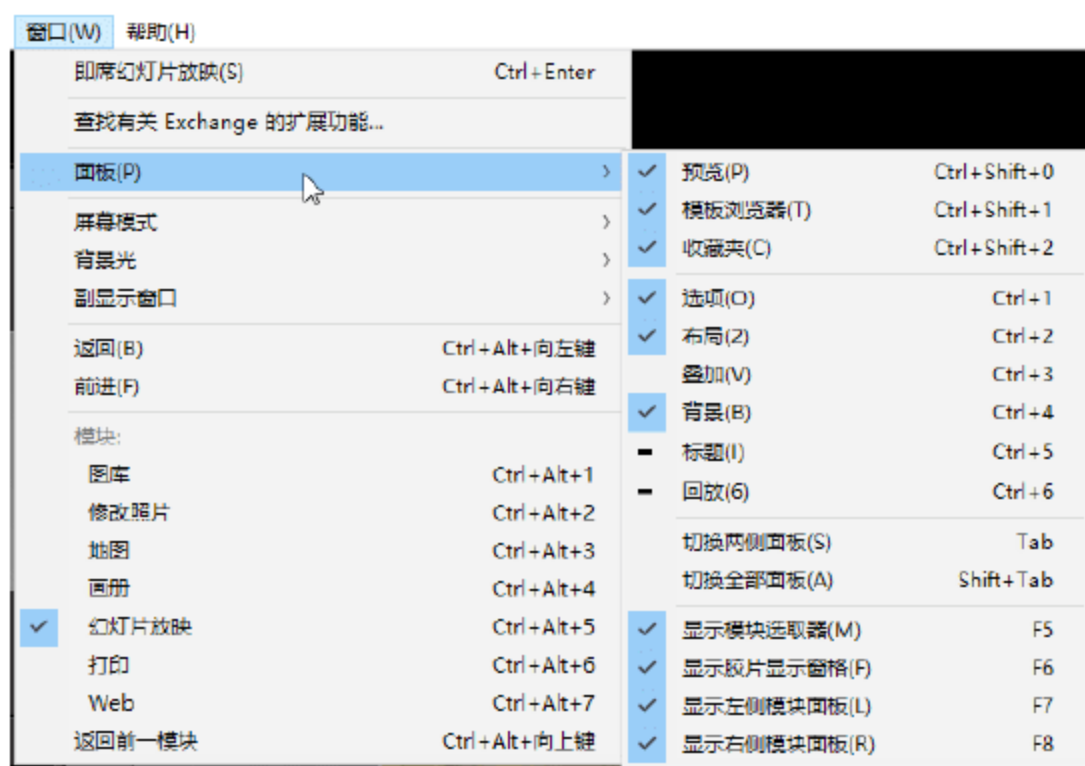 窗口(W) 帮助(H)
即席幻灯片放映(S) Ctrl+Enter
查找有关 Exchange 的扩展功能...
面板(P)
屏幕模式
背景光
副显示窗口
返回(B) Ctrl+Alt+向左键
前进(F) Ctrl+Alt+向右键
模块:
图库 Ctrl+Alt+1
修改照片 Ctrl+Alt+2
地图 Ctrl+Alt+3
画册 Ctrl+Alt+4
幻灯片放映 Ctrl+Alt+5
打印 Ctrl+Alt+6
Web Ctrl+Alt+7
返回前一模块 Ctrl+Alt+向上键
预览(P) Ctrl+Shift+0
模板浏览器(T) Ctrl+Shift+1
收藏夹(C) Ctrl+Shift+2
选项(O) Ctrl+1
布局(2) Ctrl+2
叠加(V) Ctrl+3
背景(B) Ctrl+4
标题(I) Ctrl+5
回放(6) Ctrl+6
切换两侧面板(S) Tab
切换全部面板(A) Shift+Tab
显示模块选取器(M) F5
显示胶片显示窗格(F) F6
显示左侧模块面板(L) F7
显示右侧模块面板(R) F8